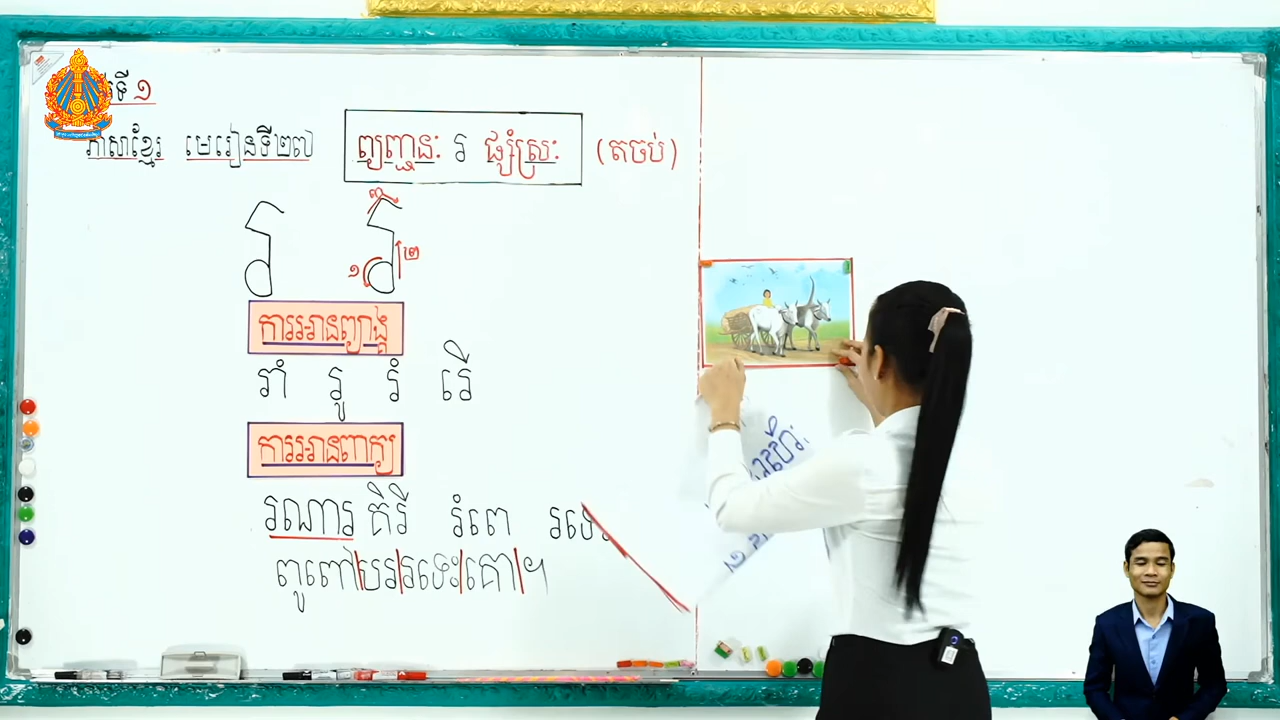 ទី ១
ភាសាខ្មែរ មេរៀនទី២៧ ព្យញ្ជនៈ រ ផ្សំស្រៈ (តចប់)
រ រ
១ ២ ៣
ការអានព្យាង្គ
រាំ រូ រំ រើ
ការអានពាក្យ
រណារ គិរី រំពេ រទេះ
ពូពៅ|បរ|រទេះ|គោ|។